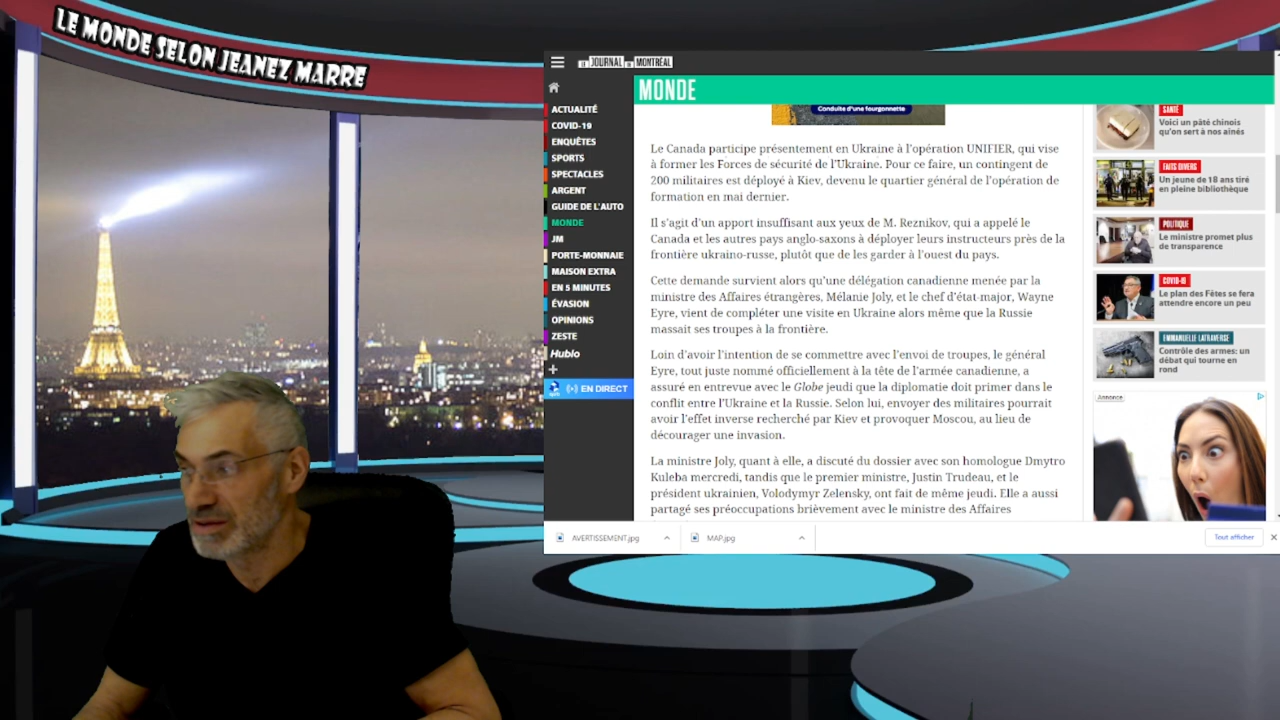 LE MONDE SELON JEANEZ MARRE
LE JOURNAL DE MONTRÉAL
MONDE
ACTUALITÉ
COVID-19
ENQUÊTES
SPORTS
SPECTACLES
ARGENT
GUIDE DE L'AUTO
MONDE
JM
PORTE-MONNAIE
MAISON EXTRA
EN 5 MINUTES
ÉVASION
OPINIONS
ZESTE
Hubio
+
EN DIRECT
Conduite d'une fourgonnette
Le Canada participe présentement en Ukraine à l'opération UNIFIER, qui vise
à former les Forces de sécurité de l'Ukraine. Pour ce faire, un contingent de
200 militaires est déployé à Kiev, devenu le quartier général de l'opération de
formation en mai dernier.
Il s'agit d'un apport insuffisant aux yeux de M. Reznikov, qui a appelé le
Canada et les autres pays anglo-saxons à déployer leurs instructeurs près de la
frontière ukraino-russe, plutôt que de les garder à l'ouest du pays.
Cette demande survient alors qu'une délégation canadienne menée par la
ministre des Affaires étrangères, Mélanie Joly, et le chef d'état-major, Wayne
Eyre, vient de compléter une visite en Ukraine alors même que la Russie
massait ses troupes à la frontière.
Loin d'avoir l'intention de se commettre avec l'envoi de troupes, le général
Eyre, tout juste nommé officiellement à la tête de l'armée canadienne, a
assuré en entrevue avec le Globe jeudi que la diplomatie doit primer dans le
conflit entre l'Ukraine et la Russie. Selon lui, envoyer des militaires pourrait
avoir l'effet inverse recherché par Kiev et provoquer Moscou, au lieu de
décourager une invasion.
La ministre Joly, quant à elle, a discuté du dossier avec son homologue Dmytro
Kuleba mercredi, tandis que le premier ministre, Justin Trudeau, et le
président ukrainien, Volodymyr Zelensky, ont fait de même jeudi. Elle a aussi
partagé ses préoccupations brièvement avec le ministre des Affaires
SANTÉ
Voici un pâté chinois
qu'on sert à nos ainés
FAITS DIVERS
Un jeune de 18 ans tiré
en pleine bibliothèque
POLITIQUE
Le ministre promet plus
de transparence
COVID-19
Le plan des Fêtes se fera
attendre encore un peu
EMMANUELLE LATRAVERSE
Contrôle des armes: un
débat qui tourne en
rond
Annonce
AVERTISSEMENT.jpg
MAP.jpg
Tout afficher